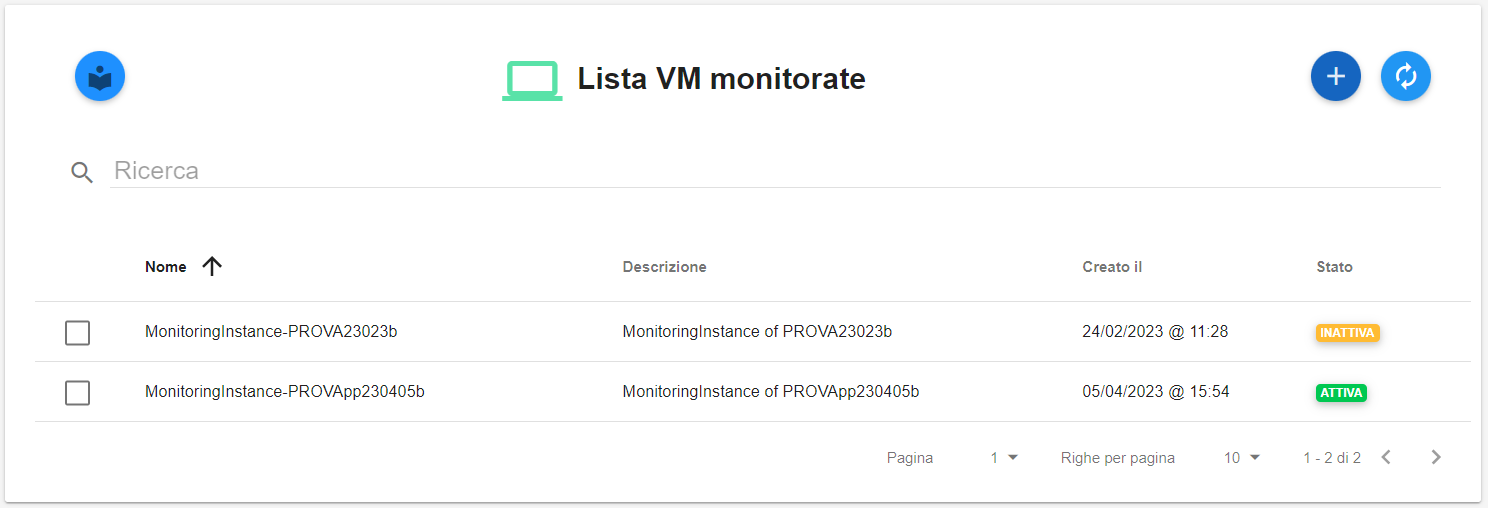 Lista VM monitorate
Ricerca
Nome Descrizione Creato il Stato
MonitoringInstance-PROVA23023b MonitoringInstance of PROVA23023b 24/02/2023 @ 11:28 INATTIVA
MonitoringInstance-PROVApp230405b MonitoringInstance of PROVApp230405b 05/04/2023 @ 15:54 ATTIVA
Pagina 1 Righe per pagina 10 1 - 2 di 2